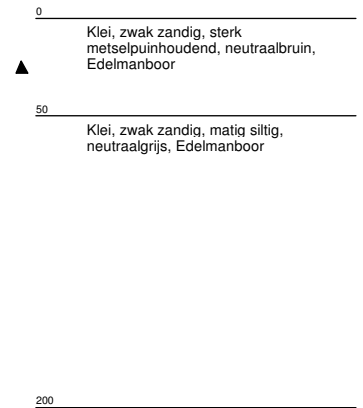 0
Klei, zwak zandig, sterk
metselpuinhoudend, neutraalbruin,
Edelmanboor
50
Klei, zwak zandig, matig siltig,
neutraalgrijs, Edelmanboor
200